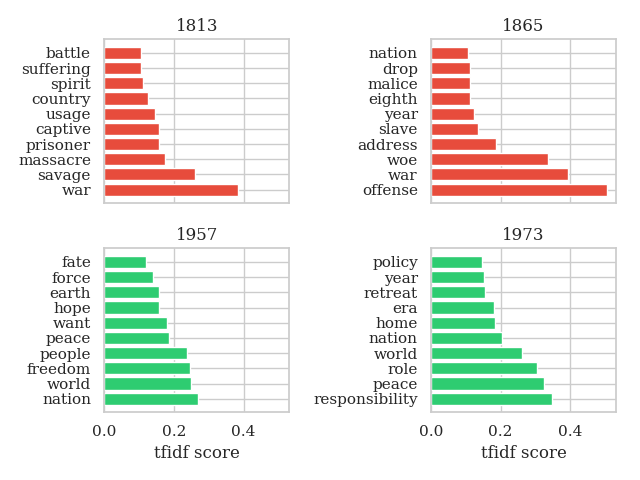 1813
battle
suffering
spirit
country
usage
captive
prisoner
massacre
savage
war
1865
nation
drop
malice
eighth
year
slave
address
woe
war
offense
1957
fate
force
earth
hope
want
peace
people
freedom
world
nation
0.0 0.2 0.4
tfidf score
1973
policy
year
retreat
era
home
nation
world
role
peace
responsibility
0.0 0.2 0.4
tfidf score